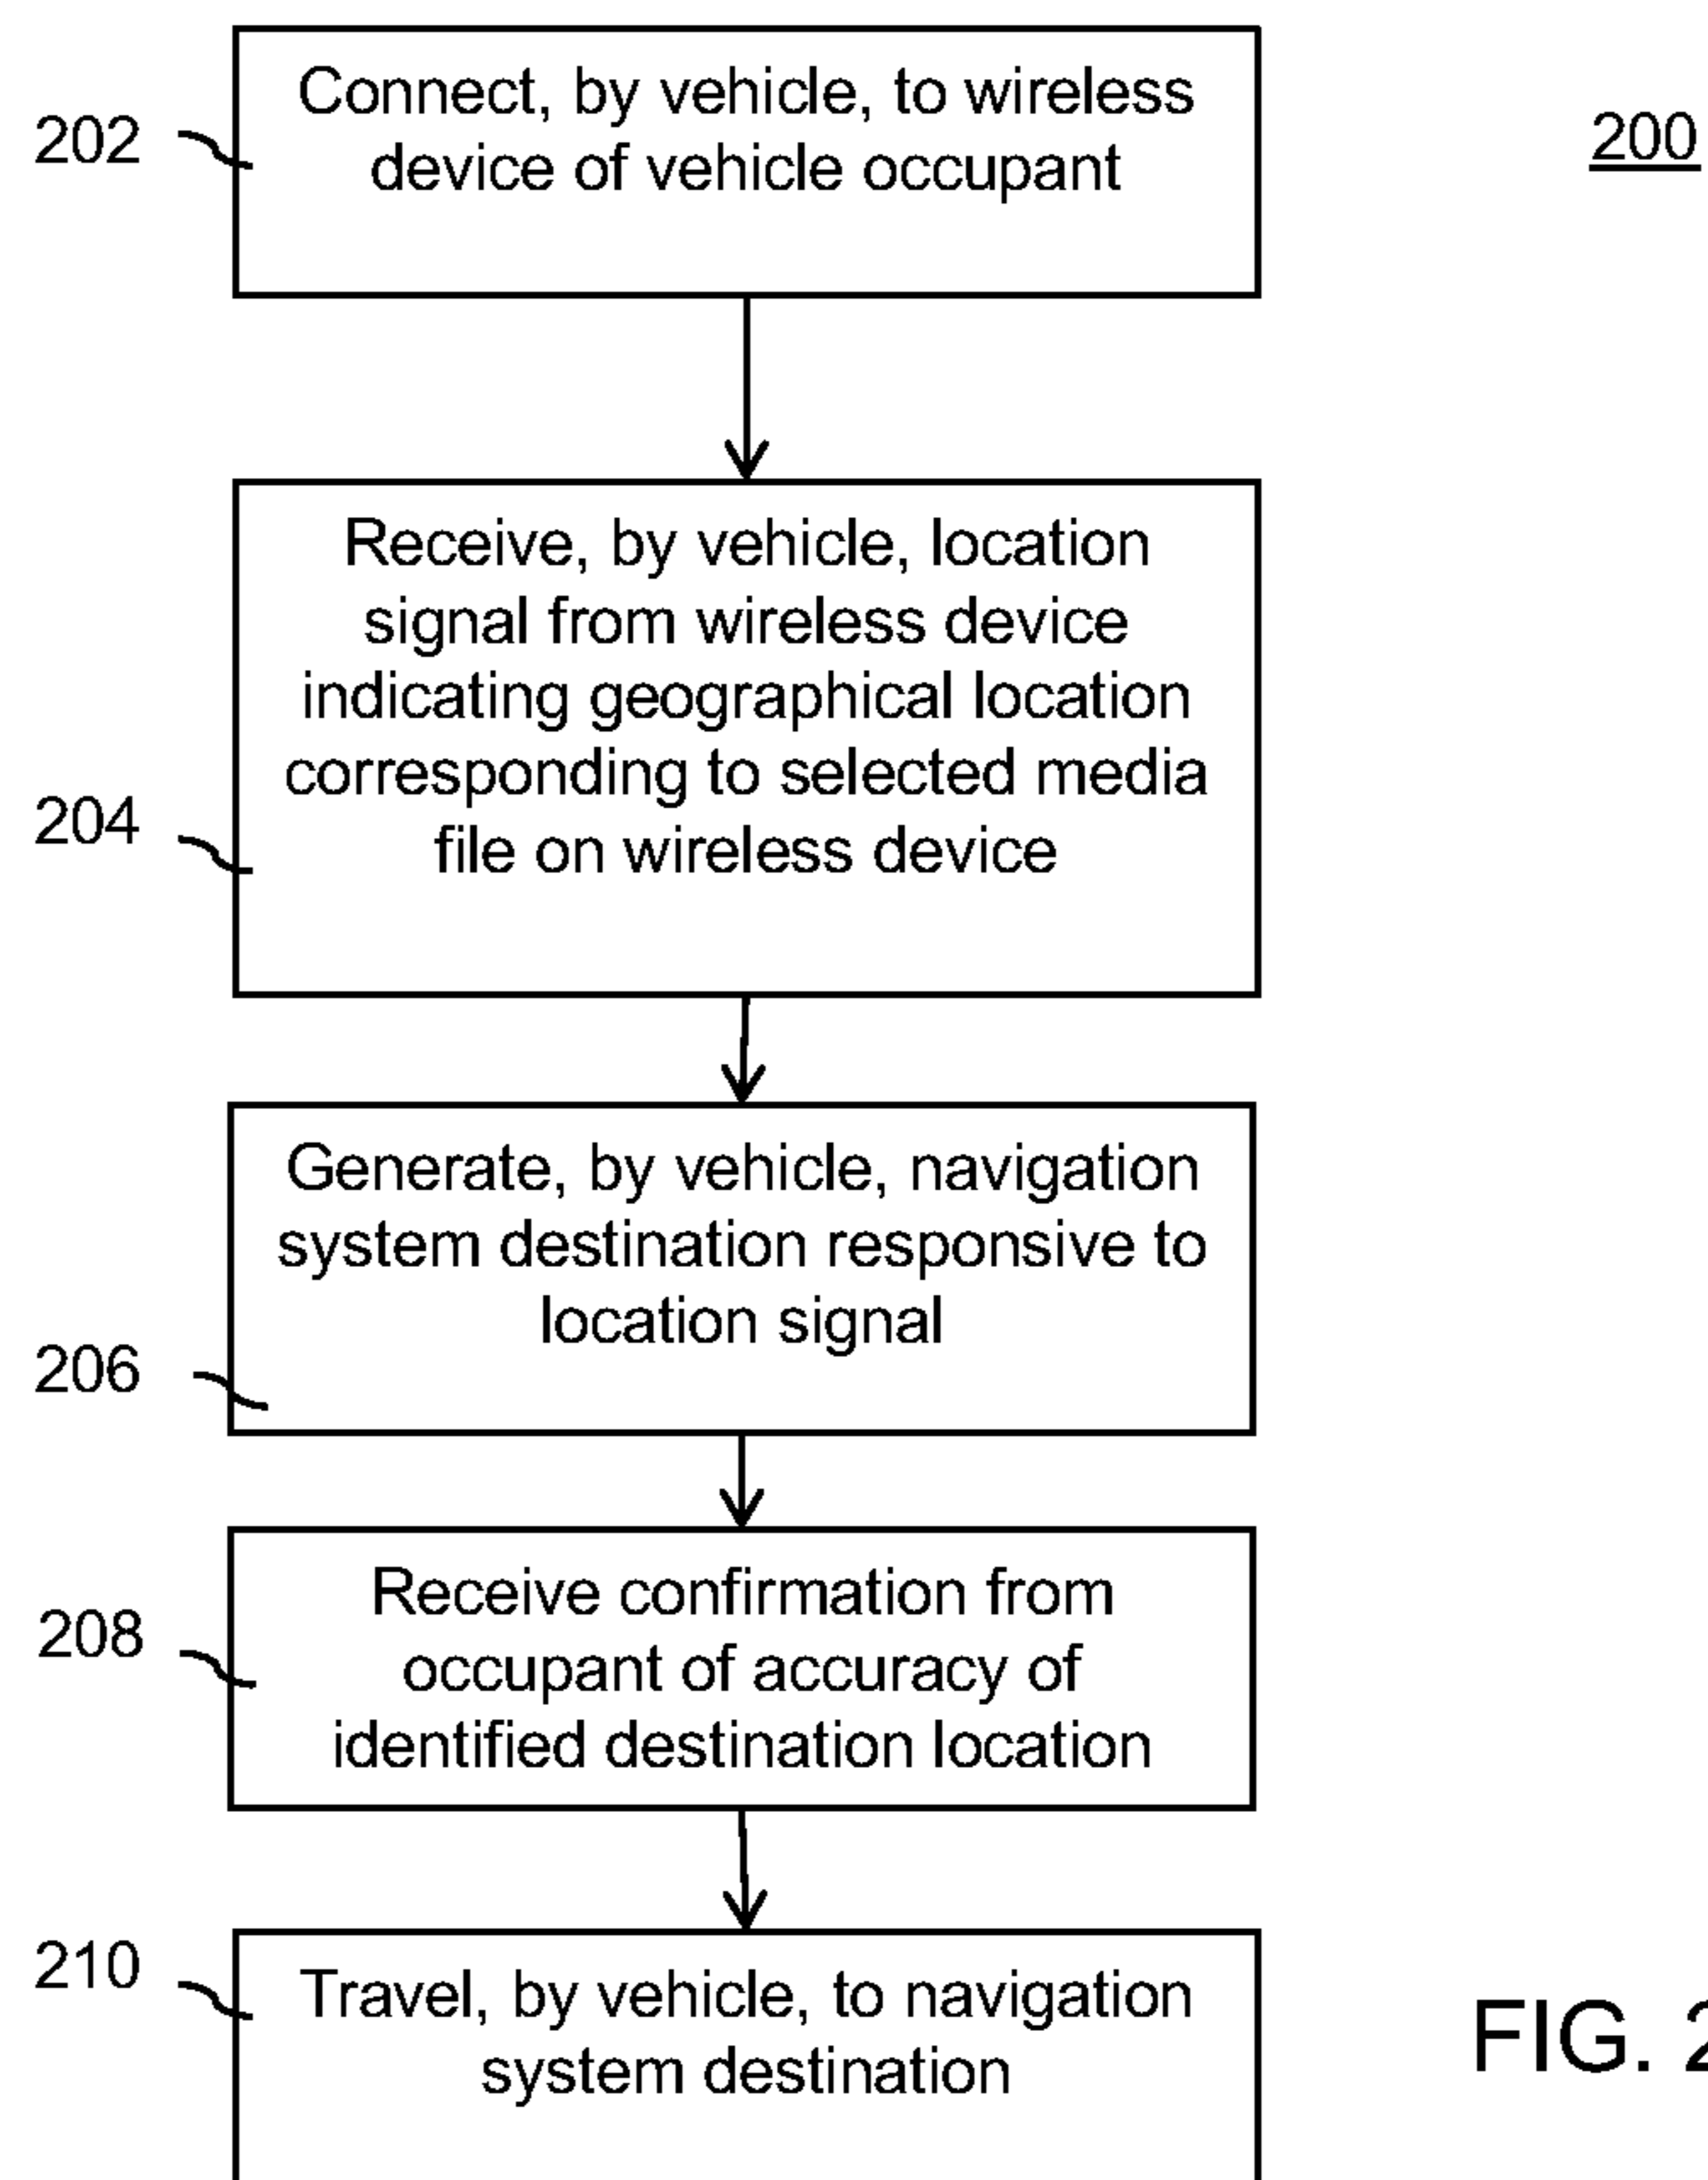 Connect, by vehicle, to wireless
device of vehicle occupant
202
200
Receive, by vehicle, location
signal from wireless device
indicating geographical location
corresponding to selected media
file on wireless device
204
Generate, by vehicle, navigation
system destination responsive to
location signal
206
Receive confirmation from
occupant of accuracy of
identified destination location
208
Travel, by vehicle, to navigation
system destination
210
FIG. 2